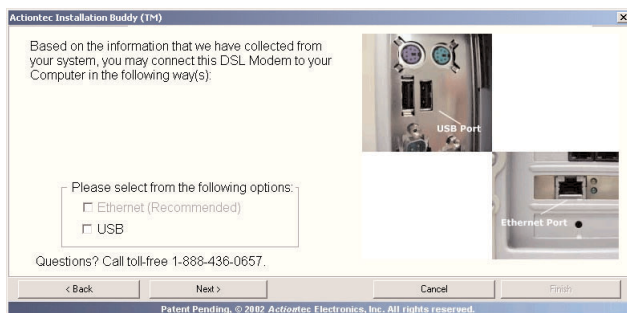 Actiontec Installation Buddy (TM)
Based on the information that we have collected from
your system, you may connect this DSL Modem to your
Computer in the following way(s):
USB Port
Ethernet Port
Please select from the following options:
Ethernet (Recommended)
USB
Questions? Call toll-free 1-888-436-0657.
< Back
Next >
Cancel
Finish
Patent Pending, © 2002 Actiontec Electronics, Inc. All rights reserved.